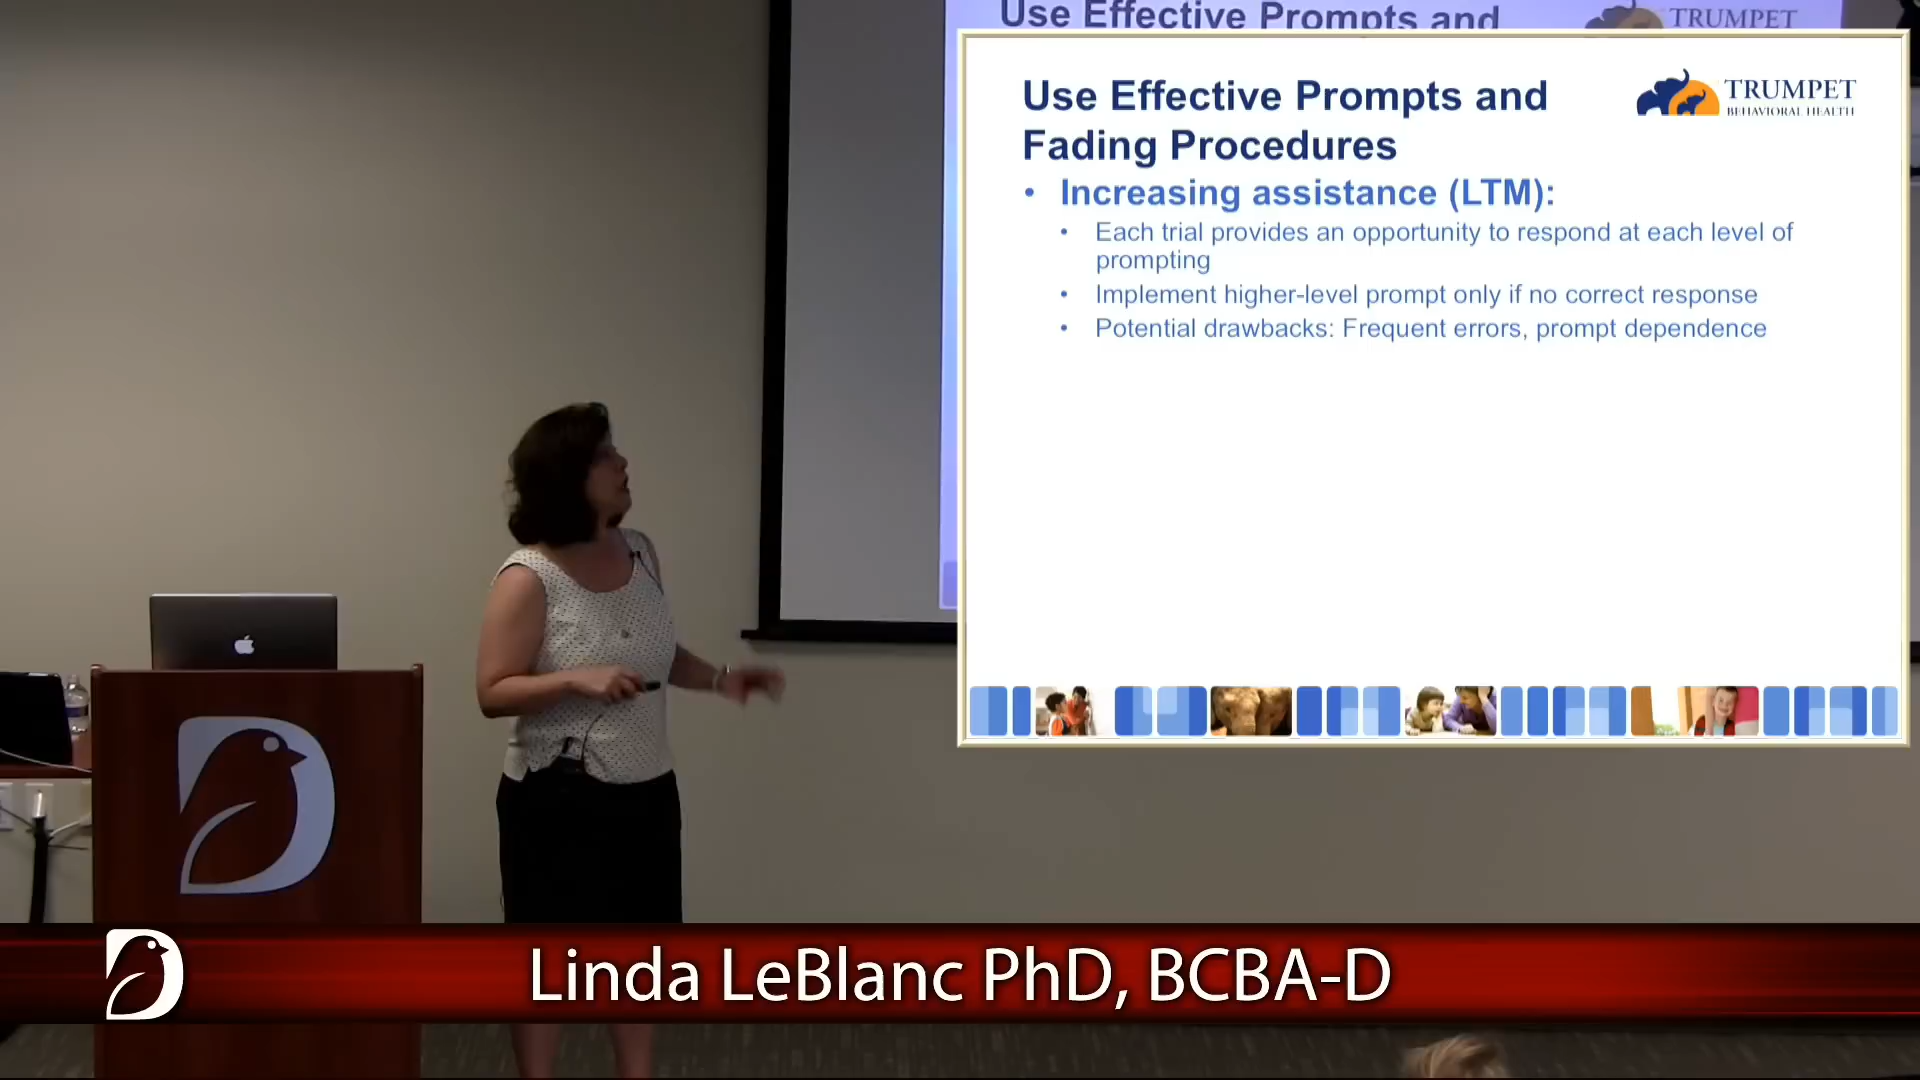 Use Effective Prompts and
TRUMPET
Use Effective Prompts and
Fading Procedures
TRUMPET
BEHAVIORAL HEALTH
• Increasing assistance (LTM):
• Each trial provides an opportunity to respond at each level of
prompting
• Implement higher-level prompt only if no correct response
• Potential drawbacks: Frequent errors, prompt dependence
Linda LeBlanc PhD, BCBA-D